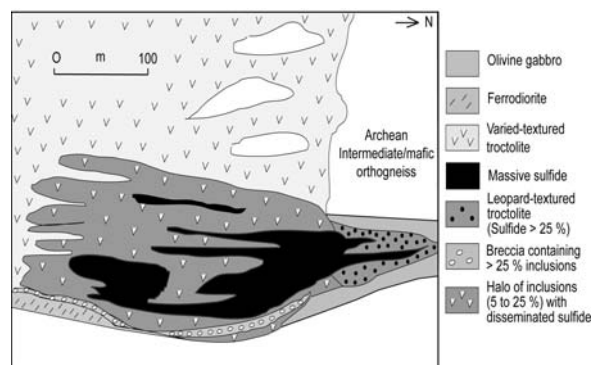 O m 100
N
Archean
Intermediate/mafic
orthogneiss
Olivine gabbro
Ferrodiorite
Varied-textured
troctolite
Massive sulfide
Leopard-textured
troctolite
(Sulfide > 25 %)
Breccia containing
> 25 % inclusions
Halo of inclusions
(5 to 25 %) with
disseminated sulfide